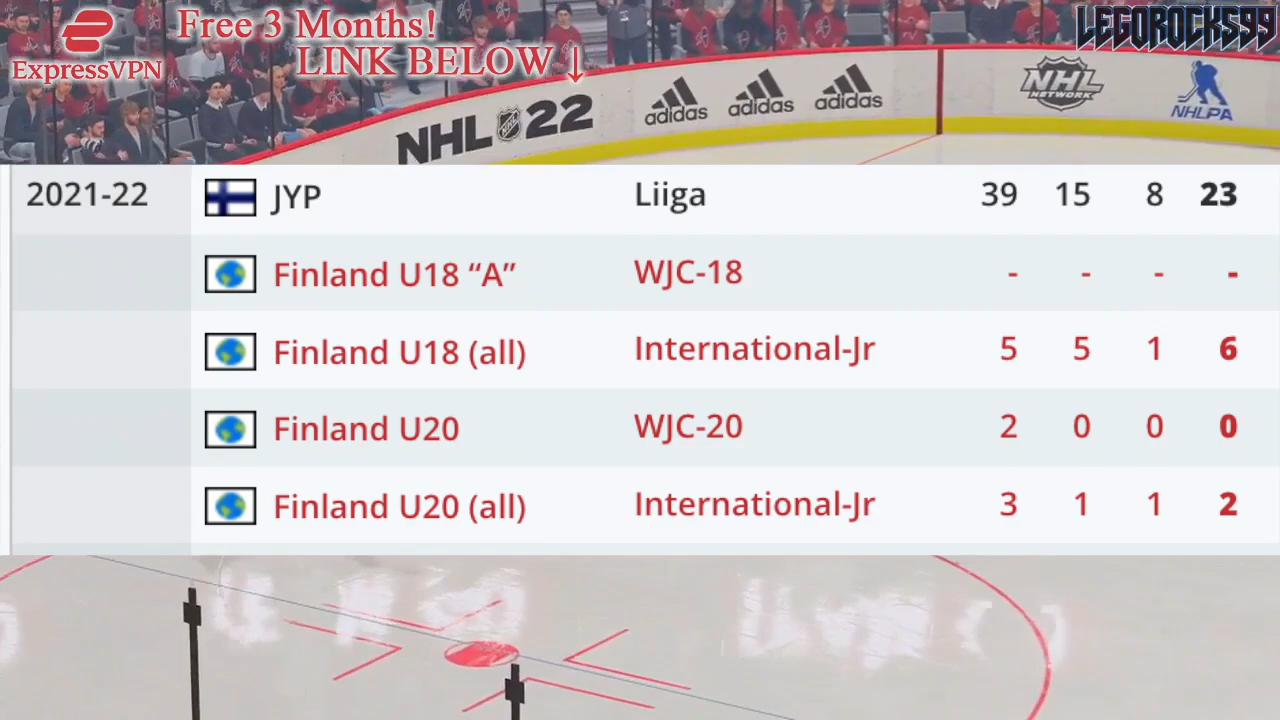 ExpressVPN
Free 3 Months!
LINK BELOW ↓
LEGOROCKS99
NHL NHL 22
adidas adidas adidas
NHL NETWORK
NHLPA
2021-22 JYP Liiga 39 15 8 23
Finland U18 “A” WJC-18 - - - -
Finland U18 (all) International-Jr 5 5 1 6
Finland U20 WJC-20 2 0 0 0
Finland U20 (all) International-Jr 3 1 1 2